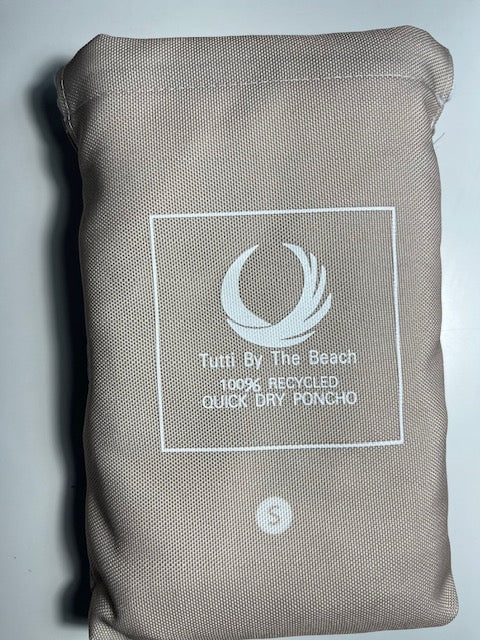 Tutti By The Beach
100% RECYCLED
QUICK DRY PONCHO
S